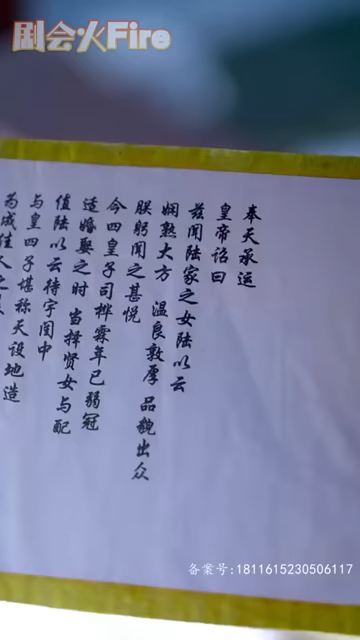 剧会火Fire
奉天承运
皇帝诏曰
兹闻陆家之女陆以云
娴熟大方 温良敦厚 品貌出众
朕躬闻之甚悦
今四皇子司桦霖年已弱冠
适婚娶之时 当择贤女与配
值陆以云待宇闺中
与皇四子堪称天设地造
为成佳人之
备案号:1811615230506117